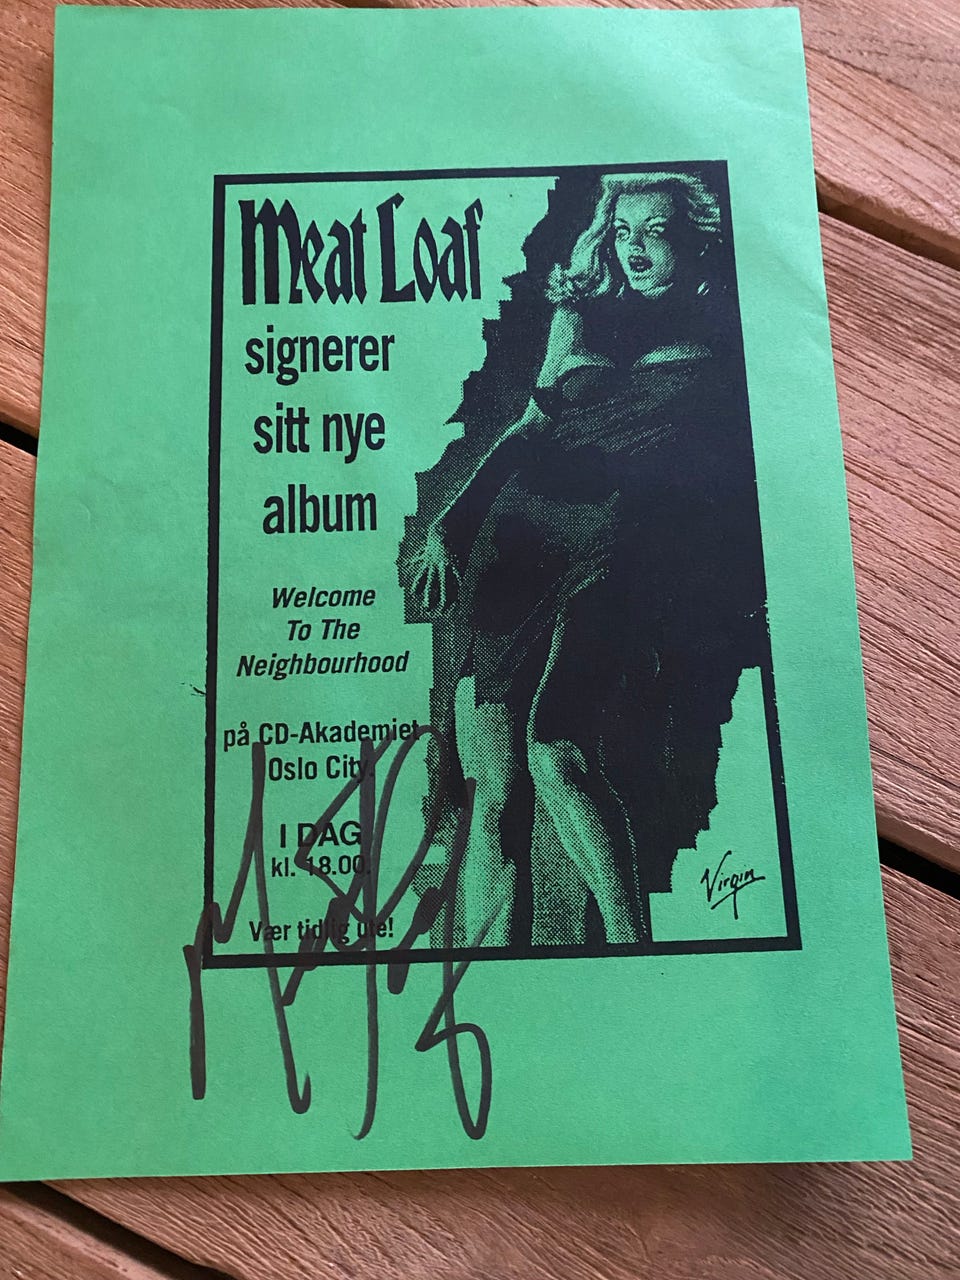 Meat Loaf
signerer
sitt nye
album
Welcome
To The
Neighbourhood
på CD-Akademiet
Oslo City.
I DAG
kl. 18.00.
Vær tidlig ute!
Virgin